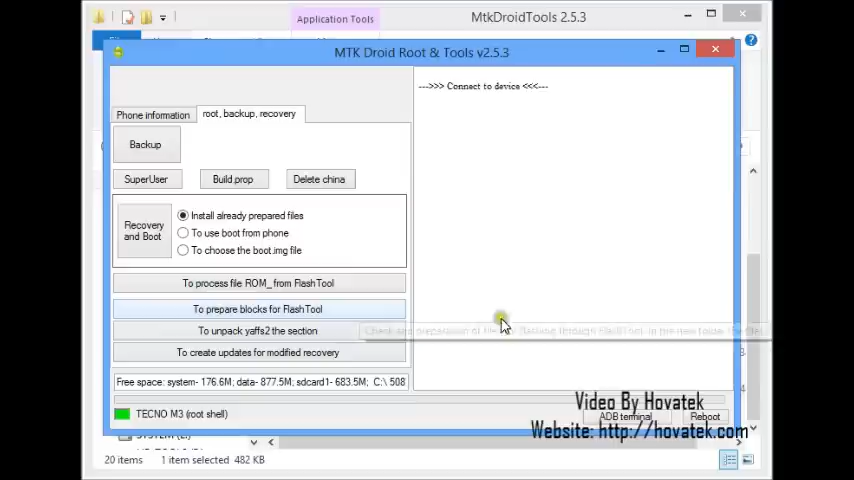 Application Tools
MtkDroidTools 2.5.3
MTK Droid Root & Tools v2.5.3
--->>> Connect to device <<<---
Phone information
root, backup, recovery
Backup
SuperUser
Build.prop
Delete china
Recovery and Boot
Install already prepared files
To use boot from phone
To choose the boot.img file
To process file ROM_ from FlashTool
To prepare blocks for FlashTool
To unpack yaffs2 the section
To create updates for modified recovery
Free space: system- 176.6M; data- 877.5M; sdcard1- 683.5M; C:\ 508
TECNO M3 (root shell)
ADB terminal
Reboot
Video By Hovatek
Website: http://hovatek.com
20 items
1 item selected 482 KB